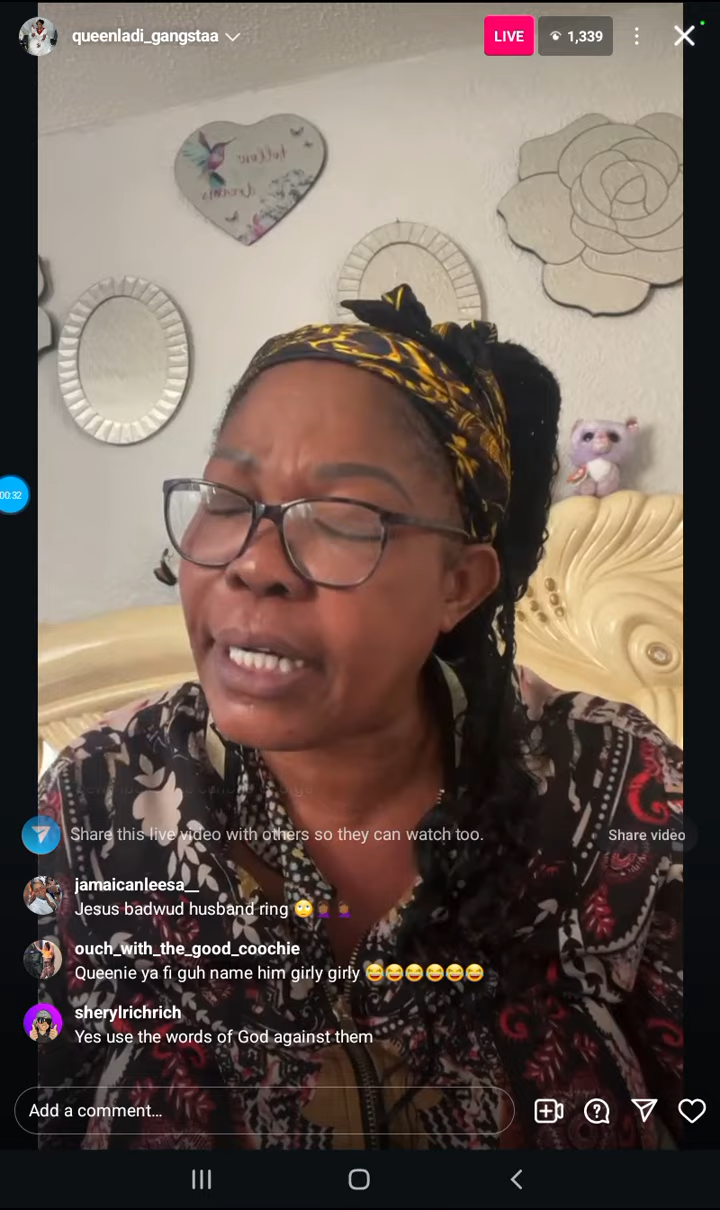 queenladi_gangstaa
LIVE
1,339
follow
dreams
00:32
Share this live video with others so they can watch too.
Share video
jamaicanleesa__
Jesus badwud husband ring 🙄🤦🏾‍♀️🤦🏾‍♀️
ouch_with_the_good_coochie
Queenie ya fi guh name him girly girly 😂😂😂😂😂😂
sherylrichrich
Yes use the words of God against them
Add a comment...